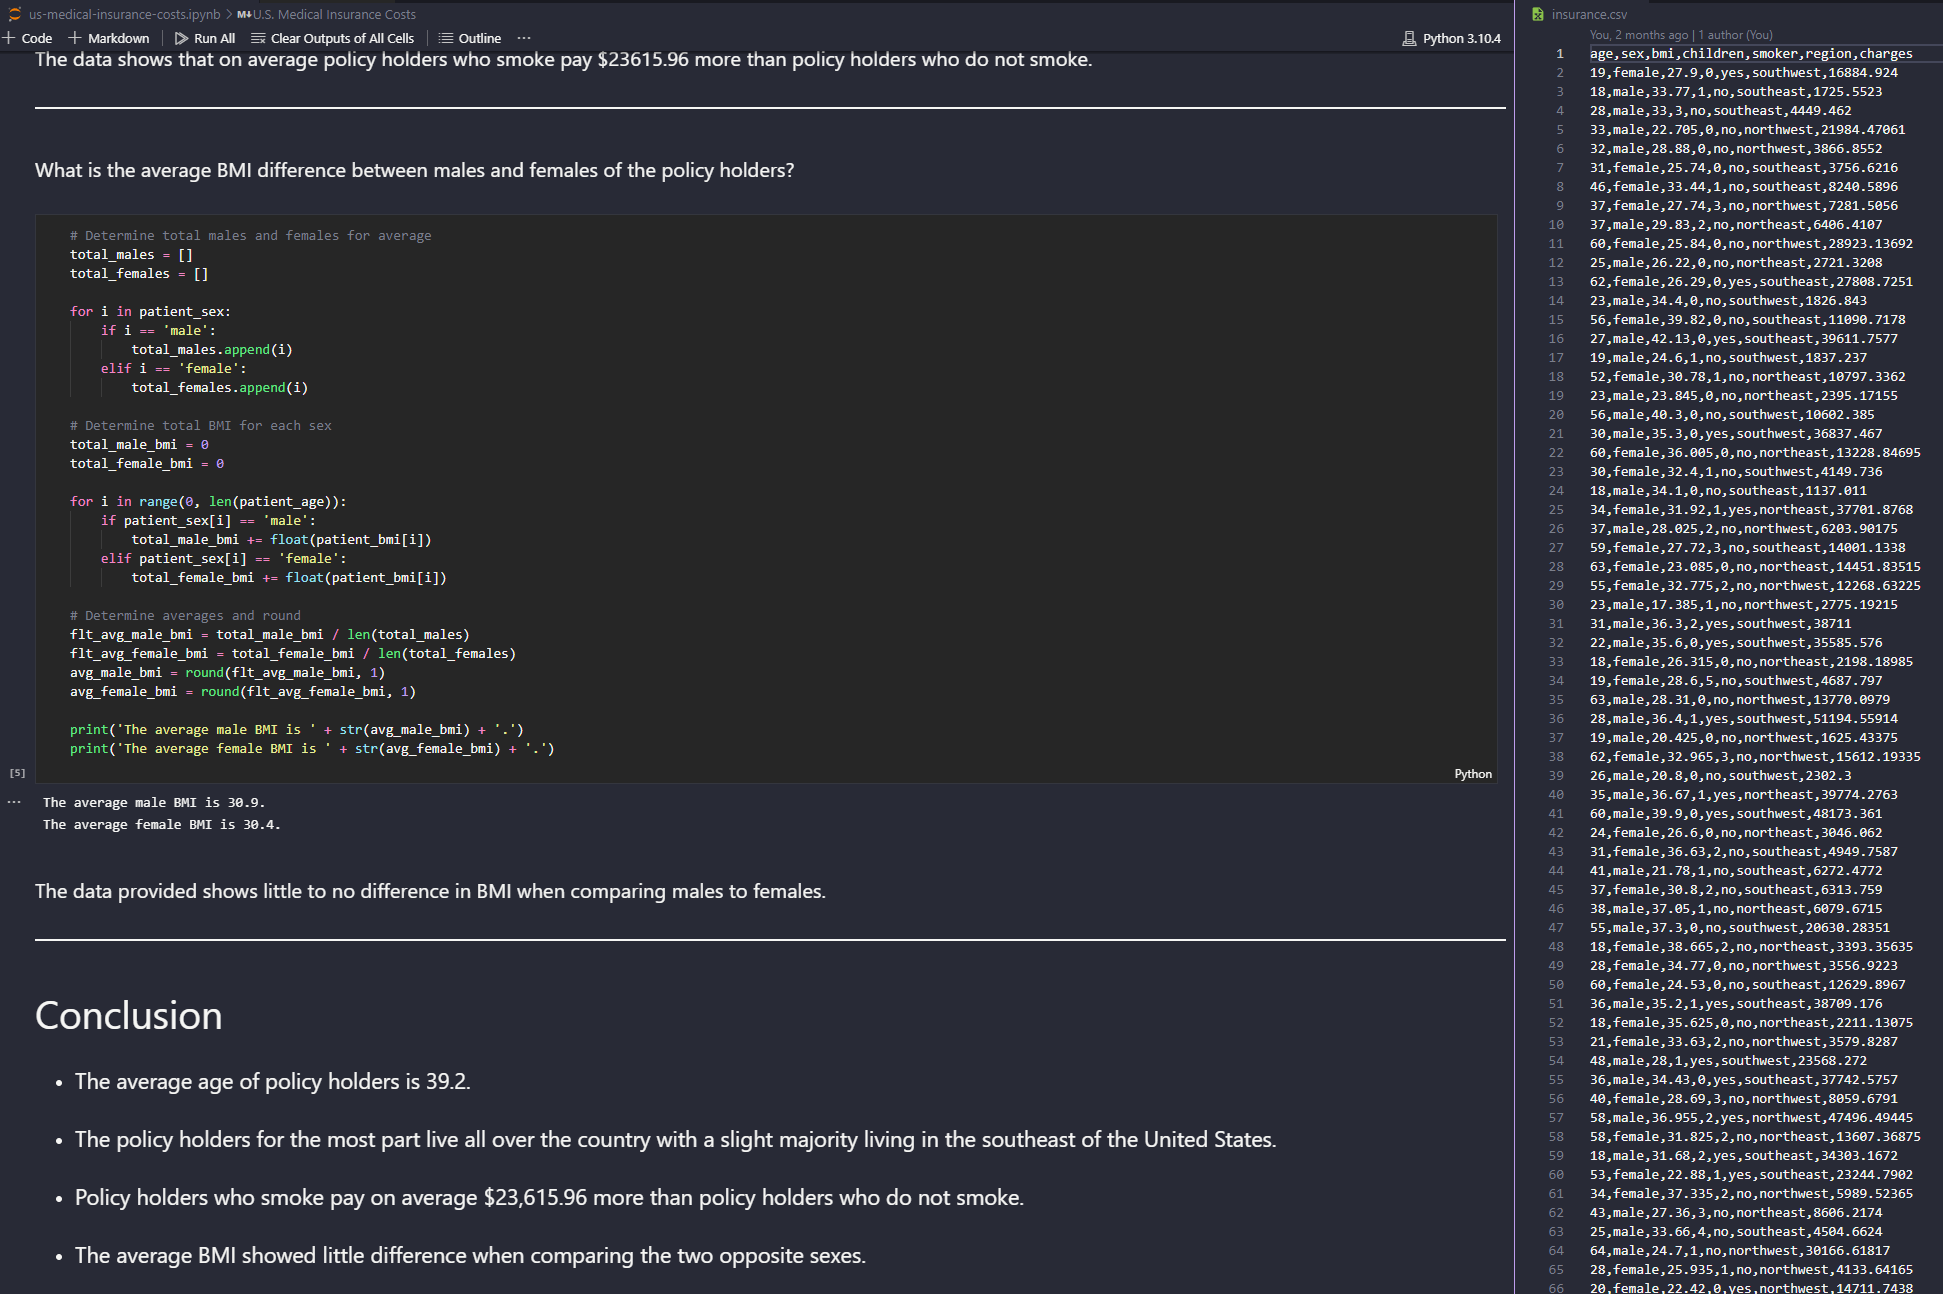 us-medical-insurance-costs.ipynb > M↓U.S. Medical Insurance Costs
+ Code + Markdown | Run All Clear Outputs of All Cells | Outline ... Python 3.10.4
The data shows that on average policy holders who smoke pay $23615.96 more than policy holders who do not smoke.
What is the average BMI difference between males and females of the policy holders?
# Determine total males and females for average
total_males = []
total_females = []
for i in patient_sex:
    if i == 'male':
        total_males.append(i)
    elif i == 'female':
        total_females.append(i)
# Determine total BMI for each sex
total_male_bmi = 0
total_female_bmi = 0
for i in range(0, len(patient_age)):
    if patient_sex[i] == 'male':
        total_male_bmi += float(patient_bmi[i])
    elif patient_sex[i] == 'female':
        total_female_bmi += float(patient_bmi[i])
# Determine averages and round
flt_avg_male_bmi = total_male_bmi / len(total_males)
flt_avg_female_bmi = total_female_bmi / len(total_females)
avg_male_bmi = round(flt_avg_male_bmi, 1)
avg_female_bmi = round(flt_avg_female_bmi, 1)
print('The average male BMI is ' + str(avg_male_bmi) + '.')
print('The average female BMI is ' + str(avg_female_bmi) + '.')
[5] Python
... The average male BMI is 30.9.
The average female BMI is 30.4.
The data provided shows little to no difference in BMI when comparing males to females.
Conclusion
• The average age of policy holders is 39.2.
• The policy holders for the most part live all over the country with a slight majority living in the southeast of the United States.
• Policy holders who smoke pay on average $23,615.96 more than policy holders who do not smoke.
• The average BMI showed little difference when comparing the two opposite sexes.
insurance.csv
You, 2 months ago | 1 author (You)
1 age,sex,bmi,children,smoker,region,charges
2 19,female,27.9,0,yes,southwest,16884.924
3 18,male,33.77,1,no,southeast,1725.5523
4 28,male,33,3,no,southeast,4449.462
5 33,male,22.705,0,no,northwest,21984.47061
6 32,male,28.88,0,no,northwest,3866.8552
7 31,female,25.74,0,no,southeast,3756.6216
8 46,female,33.44,1,no,southeast,8240.5896
9 37,female,27.74,3,no,northwest,7281.5056
10 37,male,29.83,2,no,northeast,6406.4107
11 60,female,25.84,0,no,northwest,28923.13692
12 25,male,26.22,0,no,northeast,2721.3208
13 62,female,26.29,0,yes,southeast,27808.7251
14 23,male,34.4,0,no,southwest,1826.843
15 56,female,39.82,0,no,southeast,11090.7178
16 27,male,42.13,0,yes,southeast,39611.7577
17 19,male,24.6,1,no,southwest,1837.237
18 52,female,30.78,1,no,northeast,10797.3362
19 23,male,23.845,0,no,northeast,2395.17155
20 56,male,40.3,0,no,southwest,10602.385
21 30,male,35.3,0,yes,southwest,36837.467
22 60,female,36.005,0,no,northeast,13228.84695
23 30,female,32.4,1,no,southwest,4149.736
24 18,male,34.1,0,no,southeast,1137.011
25 34,female,31.92,1,yes,northeast,37701.8768
26 37,male,28.025,2,no,northwest,6203.90175
27 59,female,27.72,3,no,southeast,14001.1338
28 63,female,23.085,0,no,northeast,14451.83515
29 55,female,32.775,2,no,northwest,12268.63225
30 23,male,17.385,1,no,northwest,2775.19215
31 31,male,36.3,2,yes,southwest,38711
32 22,male,35.6,0,yes,southwest,35585.576
33 18,female,26.315,0,no,northeast,2198.18985
34 19,female,28.6,5,no,southwest,4687.797
35 63,male,28.31,0,no,northwest,13770.0979
36 28,male,36.4,1,yes,southwest,51194.55914
37 19,male,20.425,0,no,northwest,1625.43375
38 62,female,32.965,3,no,northwest,15612.19335
39 26,male,20.8,0,no,southwest,2302.3
40 35,male,36.67,1,yes,northeast,39774.2763
41 60,male,39.9,0,yes,southwest,48173.361
42 24,female,26.6,0,no,northeast,3046.062
43 31,female,36.63,2,no,southeast,4949.7587
44 41,male,21.78,1,no,southeast,6272.4772
45 37,female,30.8,2,no,southeast,6313.759
46 38,male,37.05,1,no,northeast,6079.6715
47 55,male,37.3,0,no,southwest,20630.28351
48 18,female,38.665,2,no,northeast,3393.35635
49 28,female,34.77,0,no,northwest,3556.9223
50 60,female,24.53,0,no,southeast,12629.8967
51 36,male,35.2,1,yes,southeast,38709.176
52 18,female,35.625,0,no,northeast,2211.13075
53 21,female,33.63,2,no,northwest,3579.8287
54 48,male,28,1,yes,southwest,23568.272
55 36,male,34.43,0,yes,southeast,37742.5757
56 40,female,28.69,3,no,northwest,8059.6791
57 58,male,36.955,2,yes,northwest,47496.49445
58 58,female,31.825,2,no,northeast,13607.36875
59 18,male,31.68,2,yes,southeast,34303.1672
60 53,female,22.88,1,yes,southeast,23244.7902
61 34,female,37.335,2,no,northwest,5989.52365
62 43,male,27.36,3,no,northeast,8606.2174
63 25,male,33.66,4,no,southeast,4504.6624
64 64,male,24.7,1,no,northwest,30166.61817
65 28,female,25.935,1,no,northwest,4133.64165
66 20,female,22.42,0,yes,northwest,14711.7438